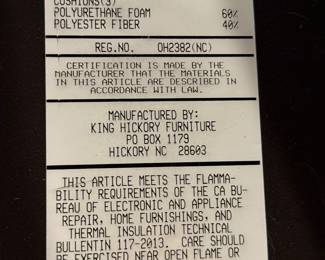 CUSHIONS(3)
POLYURETHANE FOAM 60%
POLYESTER FIBER 40%
REG.NO. OH2382(NC)
CERTIFICATION IS MADE BY THE
MANUFACTURER THAT THE MATERIALS
IN THIS ARTICLE ARE DESCRIBED IN
ACCORDANCE WITH LAW.
MANUFACTURED BY:
KING HICKORY FURNITURE
PO BOX 1179
HICKORY NC 28603
THIS ARTICLE MEETS THE FLAMMA-
BILITY REQUIREMENTS OF THE CA BU-
REAU OF ELECTRONIC AND APPLIANCE
REPAIR, HOME FURNISHINGS, AND
THERMAL INSULATION TECHNICAL
BULLENTIN 117-2013. CARE SHOULD
BE EXERCISED NEAR OPEN FLAME OR